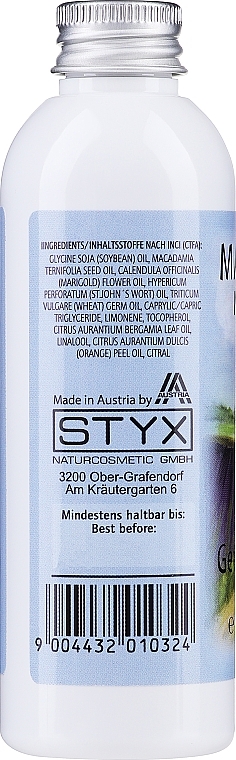 INGREDIENTS/INHALTSSTOFFE NACH INCI (CTFA):
GLYCINE SOJA (SOYBEAN) OIL, MACADAMIA
TERNIFOLIA SEED OIL, CALENDULA OFFICINALIS
(MARIGOLD) FLOWER OIL, HYPERICUM
PERFORATUM (STJOHN´S WORT) OIL, TRITICUM
VULGARE (WHEAT) GERM OIL, CAPRYLIC/CAPRIC
TRIGLYCERIDE, LIMONENE, TOCOPHEROL,
CITRUS AURANTIUM BERGAMIA LEAF OIL,
LINALOOL, CITRUS AURANTIUM DULCIS
(ORANGE) PEEL OIL, CITRAL
Made in Austria by
AUSTRIA
STYX
NATURCOSMETIC GMBH
3200 Ober-Grafendorf
Am Kräutergarten 6
Mindestens haltbar bis:
Best before:
9 004432 010324